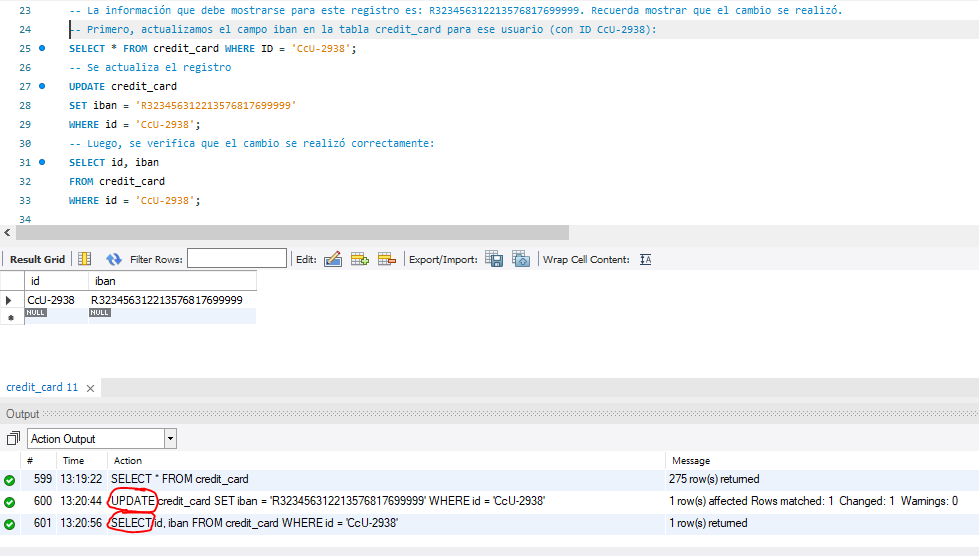 23 -- La información que debe mostrarse para este registro es: R323456312213576817699999. Recuerda mostrar que el cambio se realizó.
24 -- Primero, actualizamos el campo iban en la tabla credit_card para ese usuario (con ID CcU-2938):
25 SELECT * FROM credit_card WHERE ID = 'CcU-2938';
26 -- Se actualiza el registro
27 UPDATE credit_card
28 SET iban = 'R323456312213576817699999'
29 WHERE id = 'CcU-2938';
30 -- Luego, se verifica que el cambio se realizó correctamente:
31 SELECT id, iban
32 FROM credit_card
33 WHERE id = 'CcU-2938';
34
Result Grid Filter Rows: Edit: Export/Import: Wrap Cell Content: IA
id iban
CcU-2938 R323456312213576817699999
NULL NULL
credit_card 11
Output
Action Output
# Time Action Message
599 13:19:22 SELECT * FROM credit_card 275 row(s) returned
600 13:20:44 UPDATE credit_card SET iban = 'R323456312213576817699999' WHERE id = 'CcU-2938' 1 row(s) affected Rows matched: 1 Changed: 1 Warnings: 0
601 13:20:56 SELECT id, iban FROM credit_card WHERE id = 'CcU-2938' 1 row(s) returned